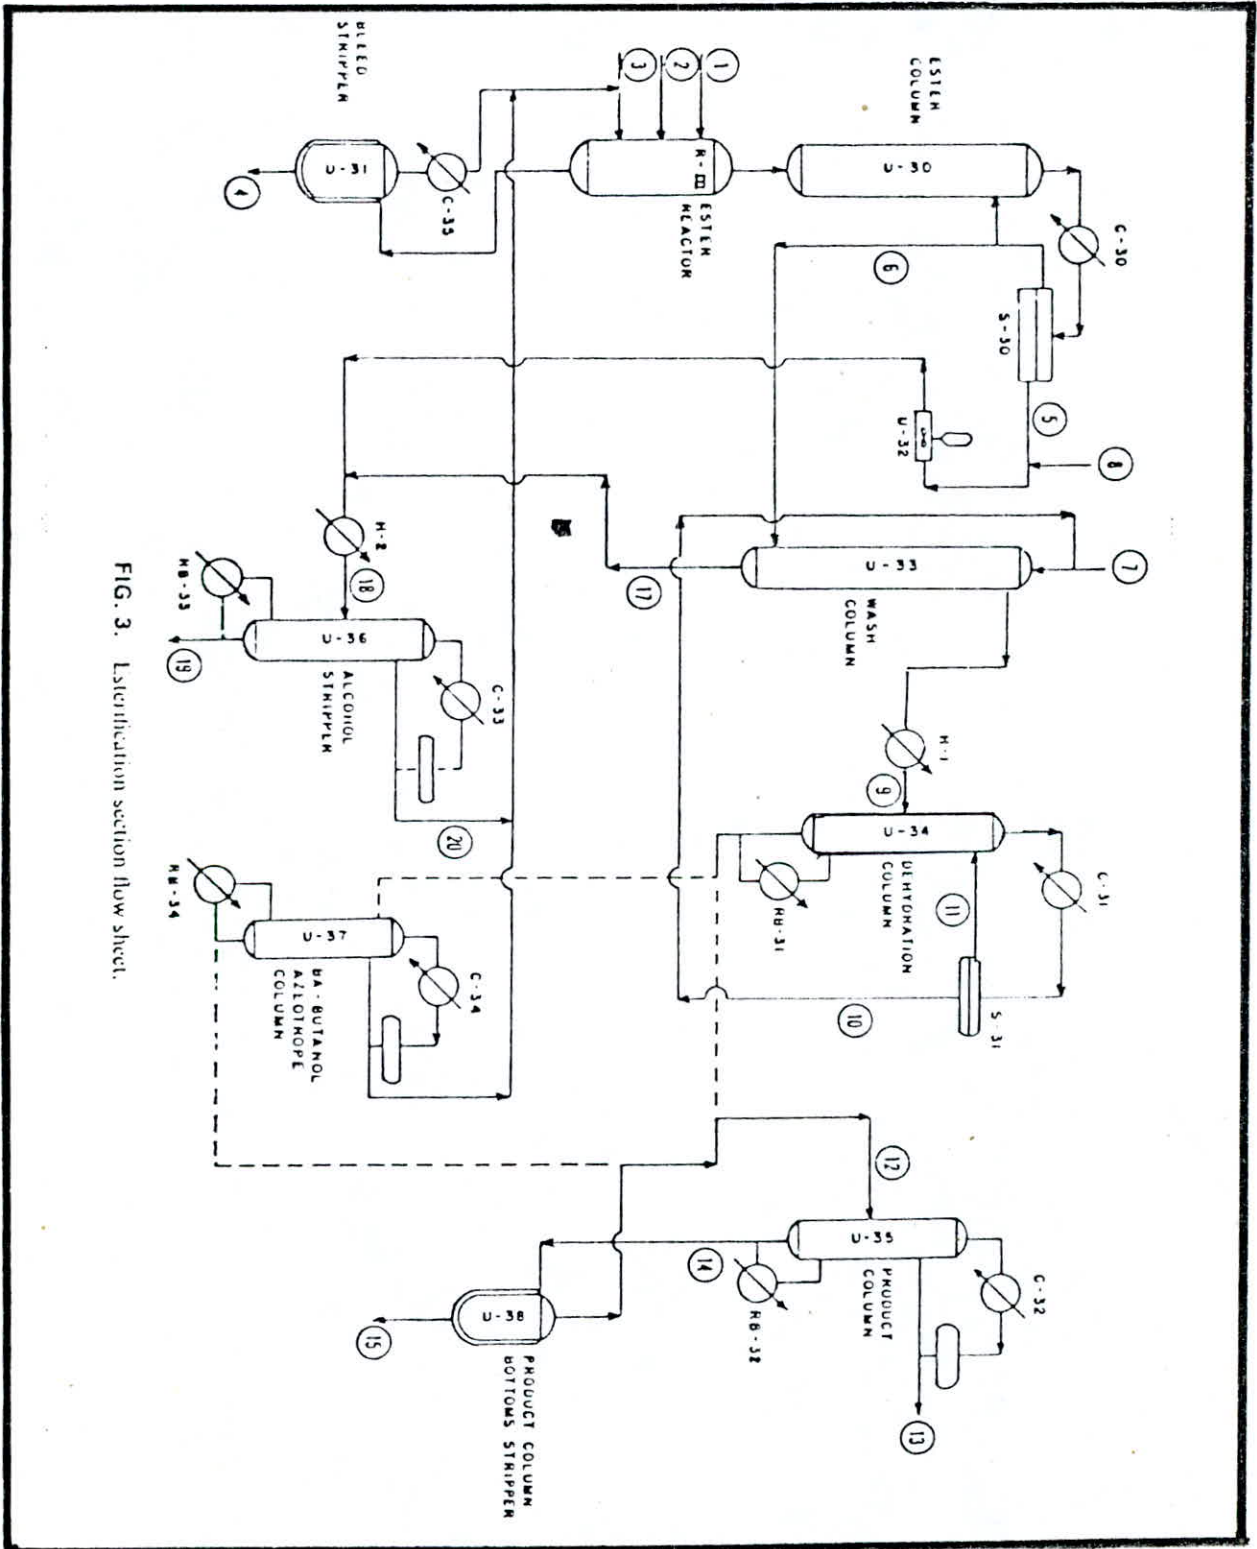 BLEED
STRIPPER
ESTER
COLUMN
1
2
3
R-III
ESTER
REACTOR
U-30
C-30
U-31
4
C-35
6
S-30
5
8
U-32
7
U-33
WASH
COLUMN
17
H-2
18
RB-33
19
U-36
ALCOHOL
STRIPPER
C-33
20
H-1
9
U-34
DEHYDRATION
COLUMN
C-31
11
RB-31
S-31
10
RB-34
U-37
BA-BUTANOL
AZEOTROPE
COLUMN
C-34
12
U-35
PRODUCT
COLUMN
C-32
RB-32
14
13
U-38
15
PRODUCT COLUMN
BOTTOMS STRIPPER
FIG. 3. Esterification section flow sheet.